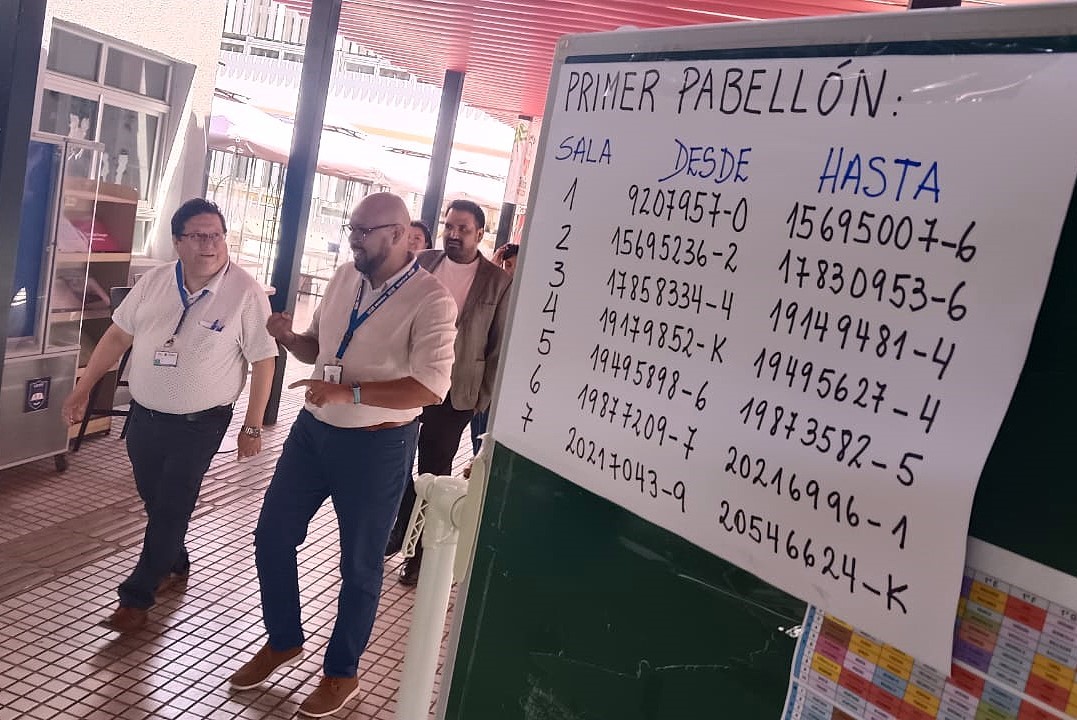 PRIMER PABELLÓN:
SALA DESDE HASTA
1 9207957-0 15695007-6
2 15695236-2 17830953-6
3 17858334-4 19149481-4
4 19179852-K 19495627-4
5 19495898-6 19873582-5
6 19877209-7 20216996-1
7 20217043-9 20546624-K